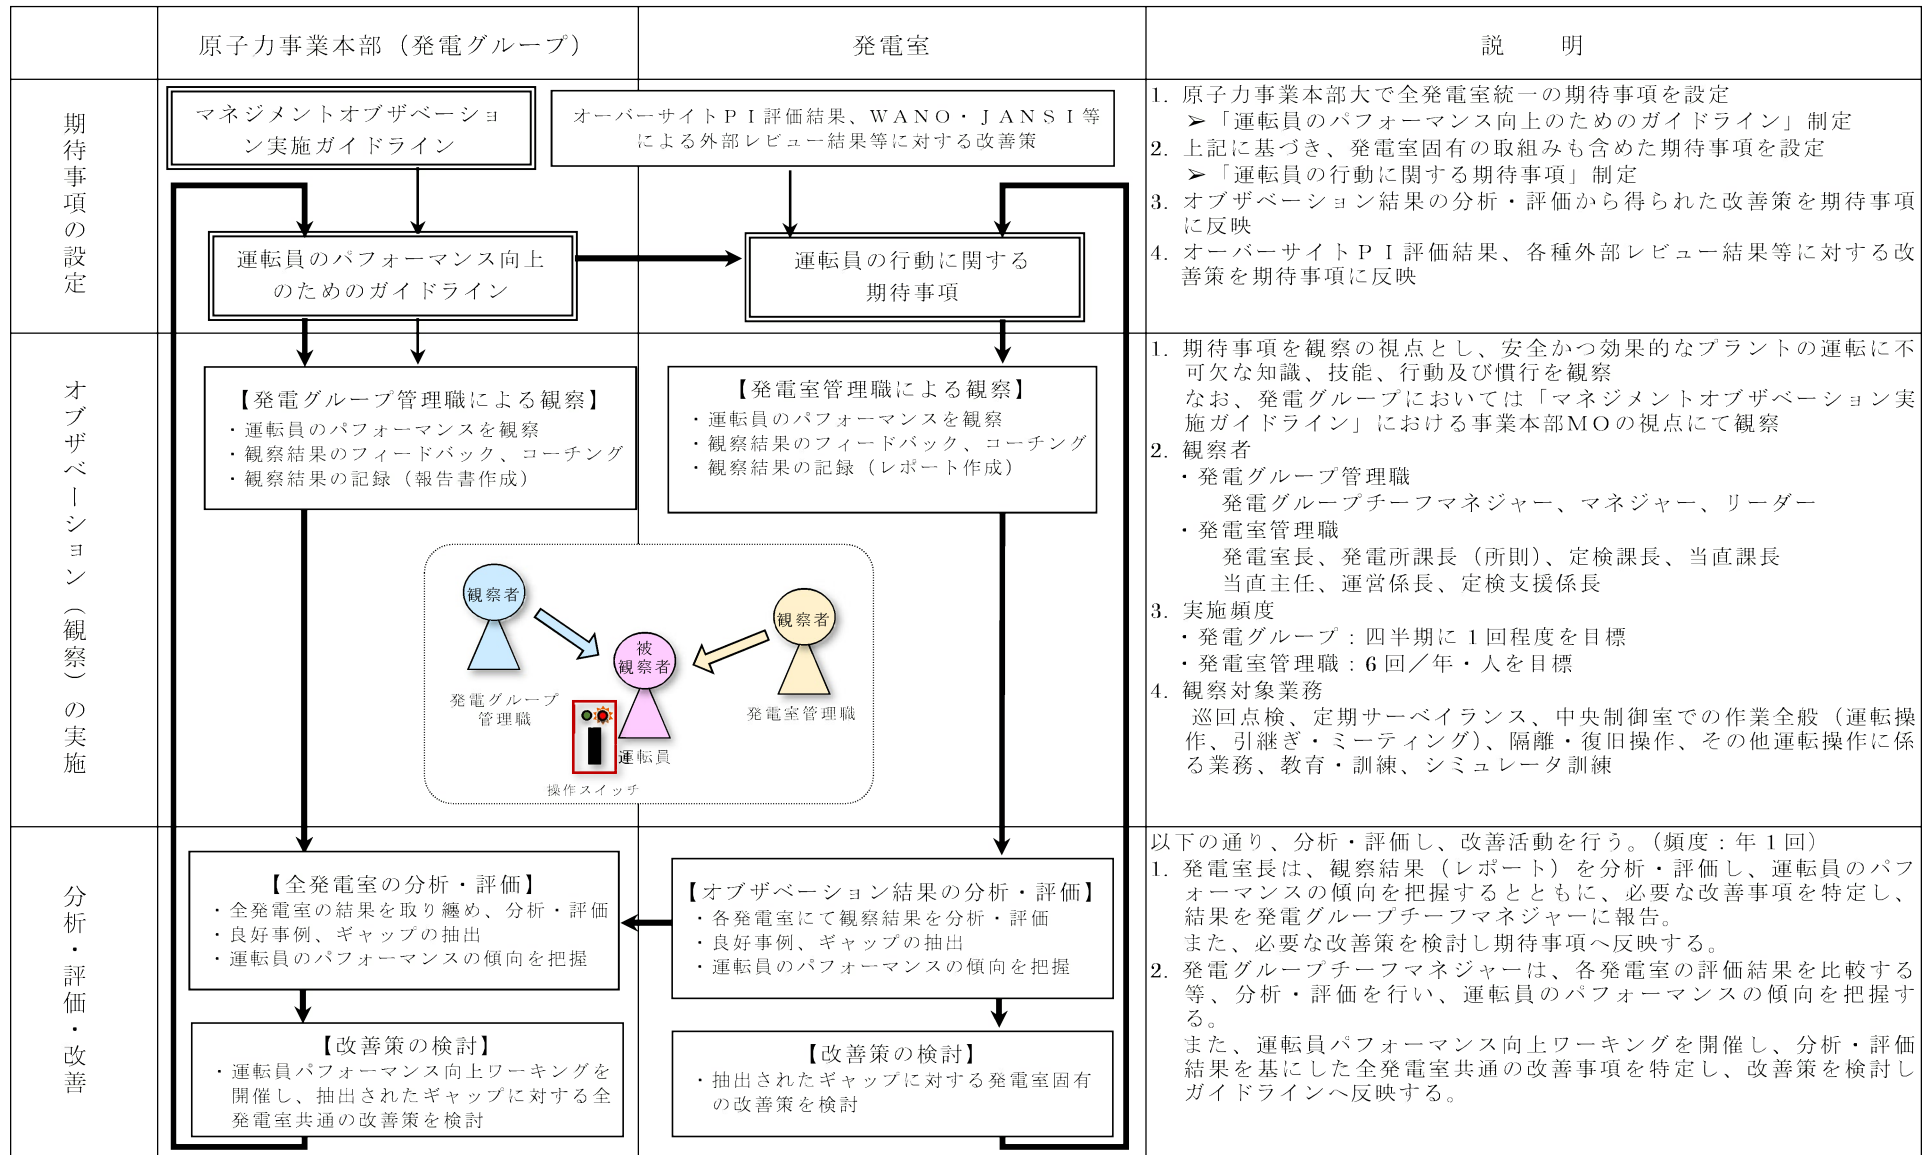 原子力事業本部（発電グループ）
発電室
説　　明
期待事項の設定
マネジメントオブザベーショ
ン実施ガイドライン
オーバーサイトＰＩ評価結果、ＷＡＮＯ・ＪＡＮＳＩ等
による外部レビュー結果等に対する改善策
運転員のパフォーマンス向上
のためのガイドライン
運転員の行動に関する
期待事項
1. 原子力事業本部大で全発電室統一の期待事項を設定
➢「運転員のパフォーマンス向上のためのガイドライン」制定
2. 上記に基づき、発電室固有の取組みも含めた期待事項を設定
➢「運転員の行動に関する期待事項」制定
3. オブザベーション結果の分析・評価から得られた改善策を期待事項
に反映
4. オーバーサイトＰＩ評価結果、各種外部レビュー結果等に対する改
善策を期待事項に反映
オブザベーション（観察）の実施
【発電グループ管理職による観察】
・運転員のパフォーマンスを観察
・観察結果のフィードバック、コーチング
・観察結果の記録（報告書作成）
【発電室管理職による観察】
・運転員のパフォーマンスを観察
・観察結果のフィードバック、コーチング
・観察結果の記録（レポート作成）
観察者
観察者
被
観察者
発電グループ
管理職
発電室管理職
運転員
操作スイッチ
1. 期待事項を観察の視点とし、安全かつ効果的なプラントの運転に不
可欠な知識、技能、行動及び慣行を観察
なお、発電グループにおいては「マネジメントオブザベーション実
施ガイドライン」における事業本部MOの視点にて観察
2. 観察者
・発電グループ管理職
発電グループチーフマネジャー、マネジャー、リーダー
・発電室管理職
発電室長、発電所課長（所則）、定検課長、当直課長
当直主任、運営係長、定検支援係長
3. 実施頻度
・発電グループ：四半期に１回程度を目標
・発電室管理職：6回／年・人を目標
4. 観察対象業務
巡回点検、定期サーベイランス、中央制御室での作業全般（運転操
作、引継ぎ・ミーティング）、隔離・復旧操作、その他運転操作に係
る業務、教育・訓練、シミュレータ訓練
分析・評価・改善
【全発電室の分析・評価】
・全発電室の結果を取り纏め、分析・評価
・良好事例、ギャップの抽出
・運転員のパフォーマンスの傾向を把握
【オブザベーション結果の分析・評価】
・各発電室にて観察結果を分析・評価
・良好事例、ギャップの抽出
・運転員のパフォーマンスの傾向を把握
【改善策の検討】
・運転員パフォーマンス向上ワーキングを
開催し、抽出されたギャップに対する全
発電室共通の改善策を検討
【改善策の検討】
・抽出されたギャップに対する発電室固有
の改善策を検討
以下の通り、分析・評価し、改善活動を行う。（頻度：年１回）
1. 発電室長は、観察結果（レポート）を分析・評価し、運転員のパフ
ォーマンスの傾向を把握するとともに、必要な改善事項を特定し、
結果を発電グループチーフマネジャーに報告。
また、必要な改善策を検討し期待事項へ反映する。
2. 発電グループチーフマネジャーは、各発電室の評価結果を比較する
等、分析・評価を行い、運転員のパフォーマンスの傾向を把握す
る。
また、運転員パフォーマンス向上ワーキングを開催し、分析・評価
結果を基にした全発電室共通の改善事項を特定し、改善策を検討し
ガイドラインへ反映する。